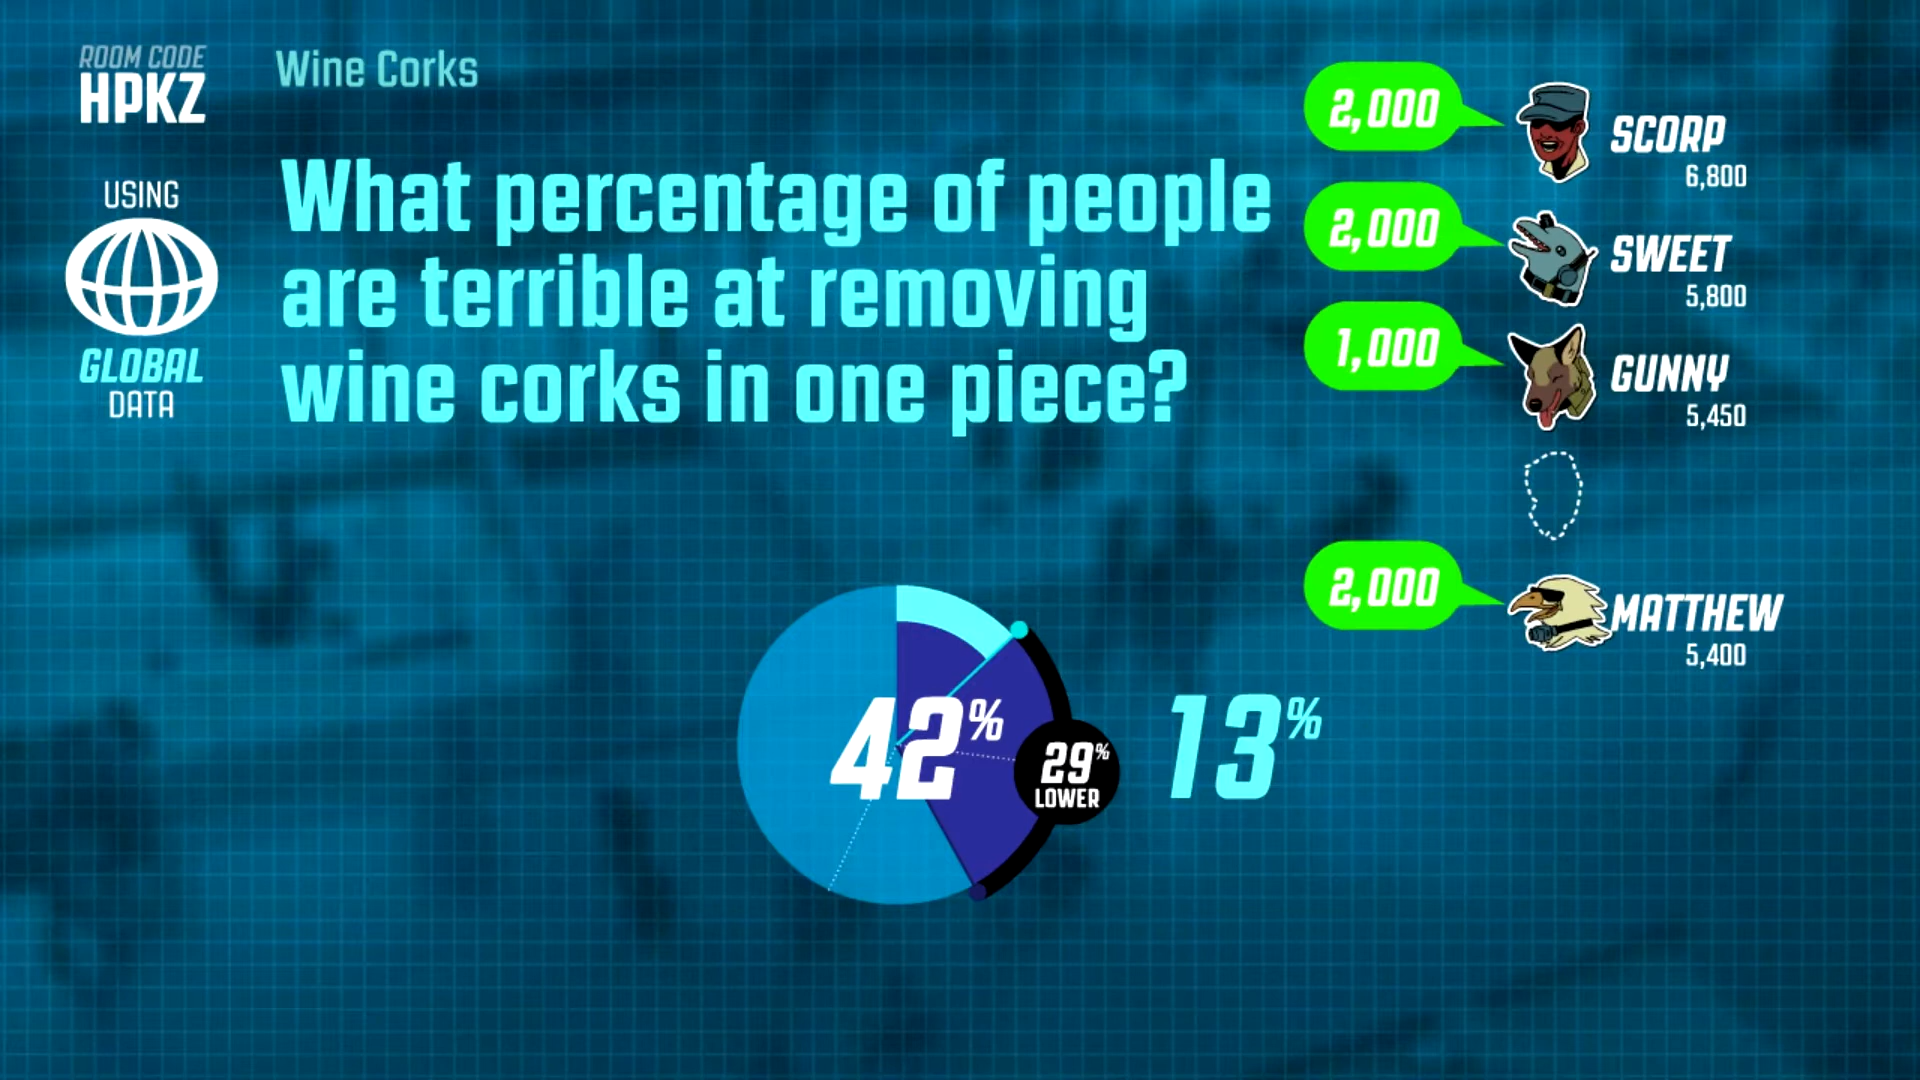 ROOM CODE
HPKZ
Wine Corks
USING
GLOBAL
DATA
What percentage of people
are terrible at removing
wine corks in one piece?
42%
29%
LOWER
13%
2,000
SCORP
6,800
2,000
SWEET
5,800
1,000
GUNNY
5,450
2,000
MATTHEW
5,400